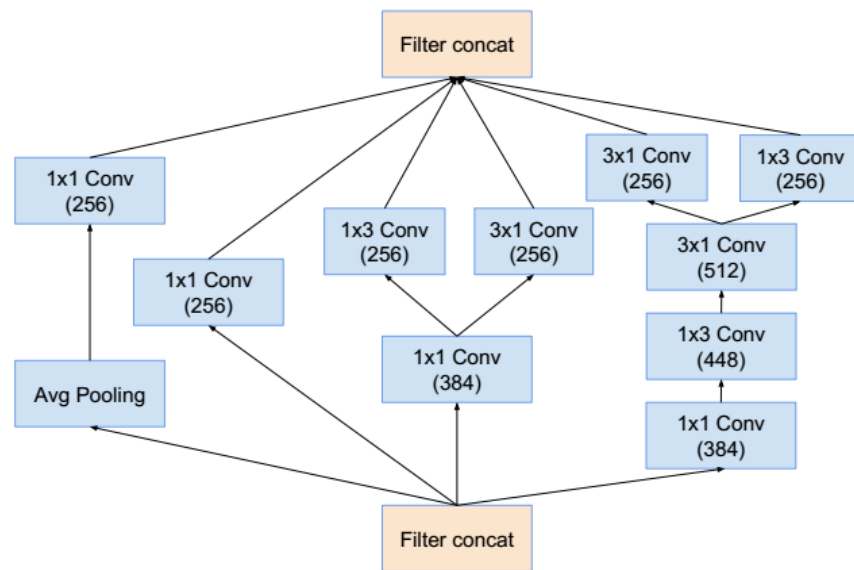 Filter concat
3x1 Conv
(256)
1x3 Conv
(256)
1x1 Conv
(256)
1x3 Conv
(256)
3x1 Conv
(256)
3x1 Conv
(512)
1x1 Conv
(256)
1x3 Conv
(448)
1x1 Conv
(384)
Avg Pooling
1x1 Conv
(384)
Filter concat